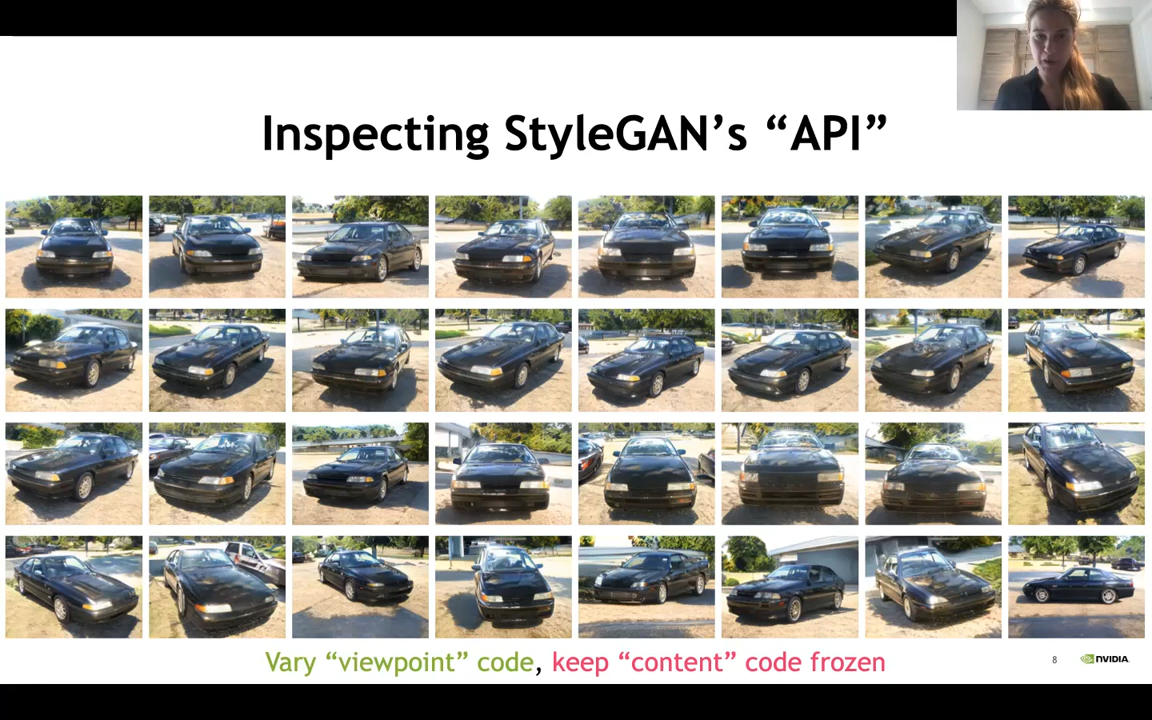 Inspecting StyleGAN’s “API”
Vary “viewpoint” code, keep “content” code frozen
8
NVIDIA.